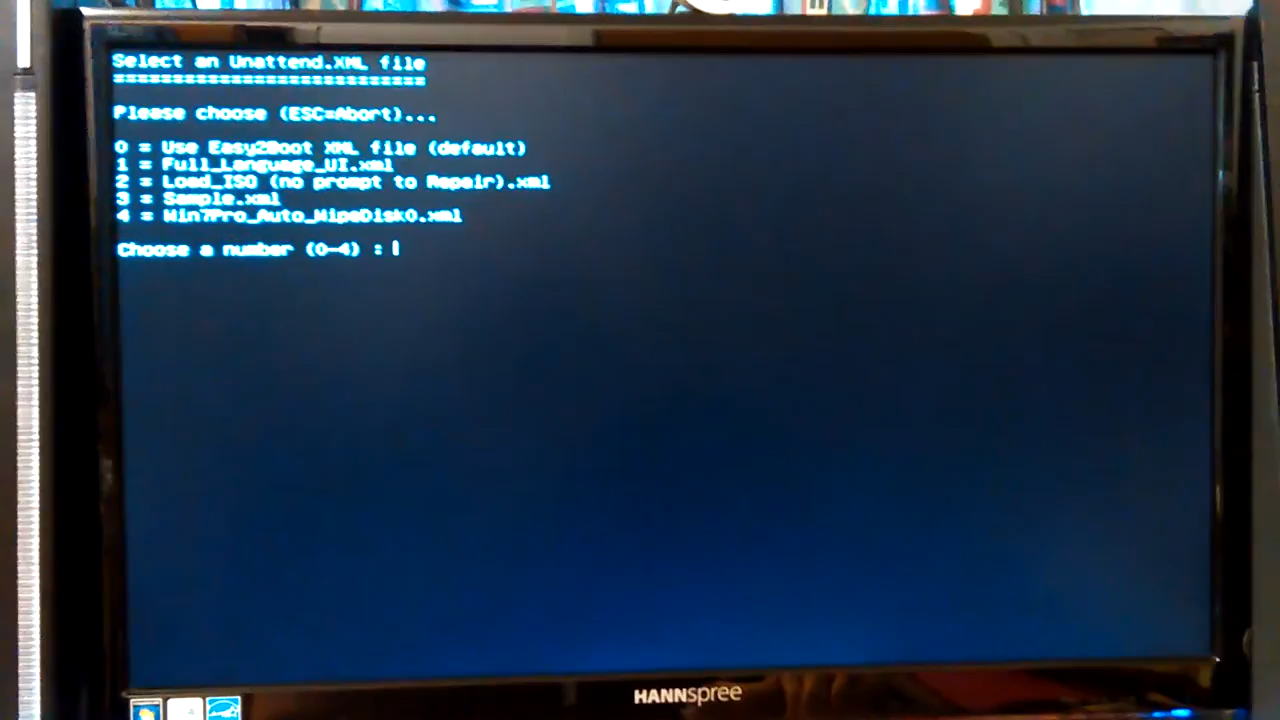 Select an Unattend.XML file
===========================
Please choose (ESC=Abort)...
0 = Use Easy2Boot XML file (default)
1 = Full_Language_UI.xml
2 = Load_ISO (no prompt to Repair).xml
3 = Sample.xml
4 = Win7Pro_Auto_WipeDisk0.xml
Choose a number (0-4) :
HANNspree